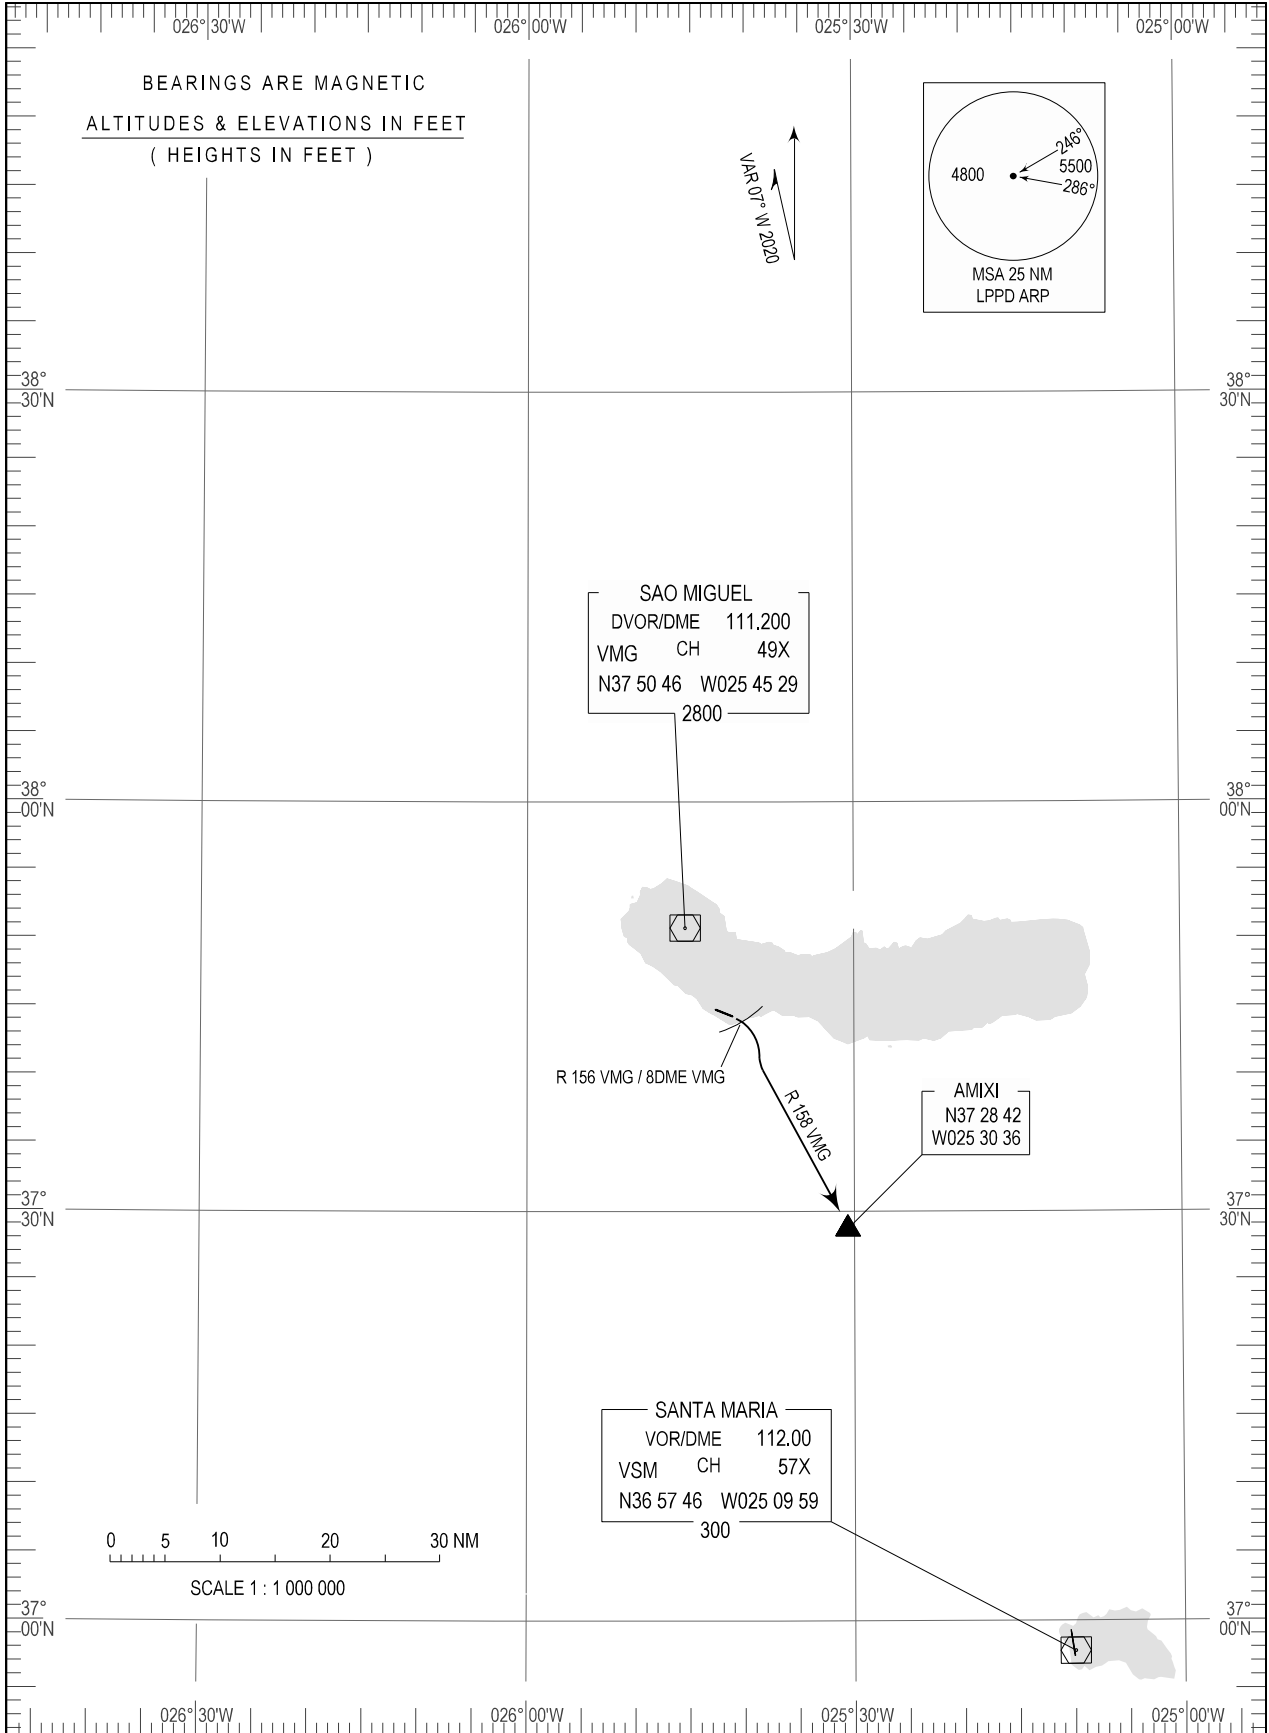 026° 30'W
026° 00'W
025° 30'W
025° 00'W
BEARINGS ARE MAGNETIC
ALTITUDES & ELEVATIONS IN FEET
( HEIGHTS IN FEET )
VAR 07° W 2020
246°
4800
5500
286°
MSA 25 NM
LPPD ARP
38°
30'N
38°
30'N
SAO MIGUEL
DVOR/DME 111.200
VMG CH 49X
N37 50 46 W025 45 29
2800
38°
00'N
38°
00'N
R 156 VMG / 8DME VMG
R 158 VMG
AMIXI
N37 28 42
W025 30 36
37°
30'N
37°
30'N
SANTA MARIA
VOR/DME 112.00
VSM CH 57X
N36 57 46 W025 09 59
300
0 5 10 20 30 NM
SCALE 1 : 1 000 000
37°
00'N
37°
00'N
026° 30'W
026° 00'W
025° 30'W
025° 00'W